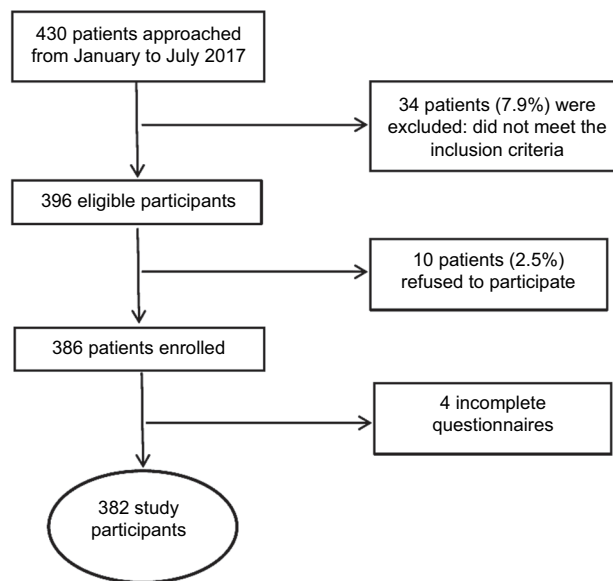 430 patients approached
from January to July 2017
34 patients (7.9%) were
excluded: did not meet the
inclusion criteria
396 eligible participants
10 patients (2.5%)
refused to participate
386 patients enrolled
4 incomplete
questionnaires
382 study
participants